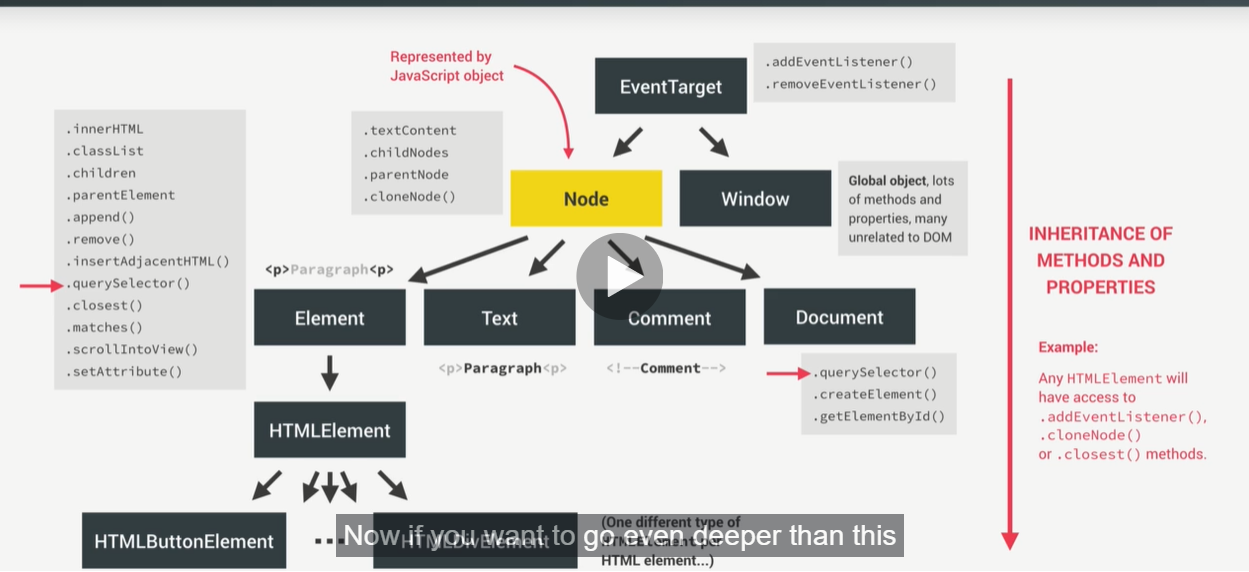 Represented by
JavaScript object
EventTarget
.addEventListener()
.removeEventListener()
.innerHTML
.classList
.children
.parentElement
.append()
.remove()
.insertAdjacentHTML()
.querySelector()
.closest()
.matches()
.scrollIntoView()
.setAttribute()
.textContent
.childNodes
.parentNode
.cloneNode()
Node
Window
Global object, lots
of methods and
properties, many
unrelated to DOM
INHERITANCE OF
METHODS AND
PROPERTIES
Example:
Any HTMLElement will
have access to
.addEventListener(),
.cloneNode()
or .closest() methods.
<p>Paragraph<p>
Element
Text
Comment
Document
<p>Paragraph<p>
<!--Comment-->
.querySelector()
.createElement()
.getElementById()
HTMLElement
HTMLButtonElement
...
HTMLDivElement
(One different type of
HTMLElement per
HTML element...)
Now if you want to go even deeper than this